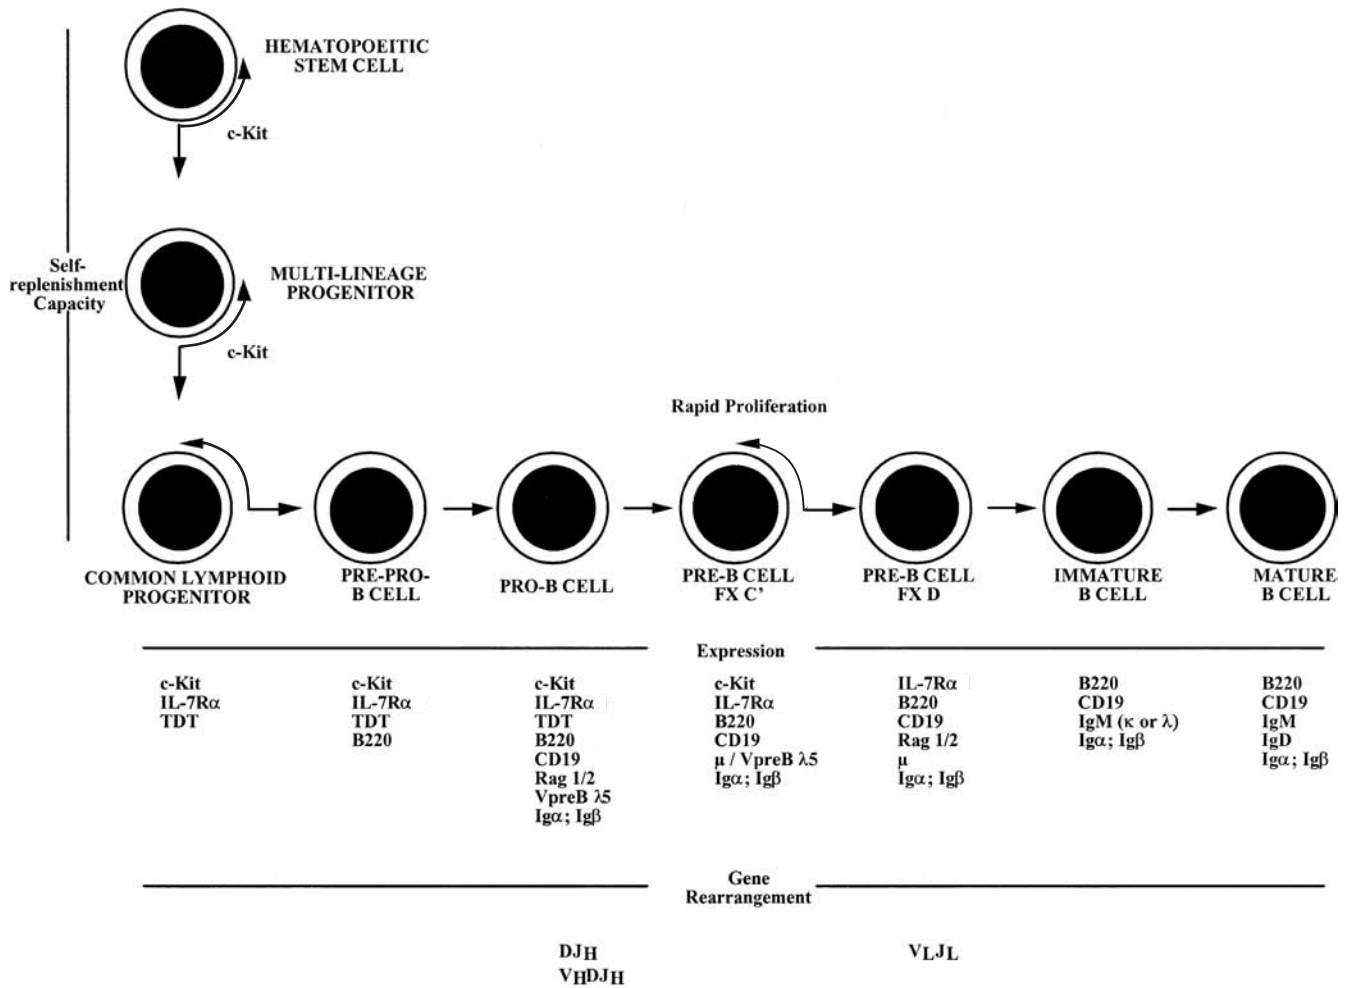 HEMATOPOEITIC
STEM CELL
c-Kit
Self-
replenishment
Capacity
MULTI-LINEAGE
PROGENITOR
c-Kit
Rapid Proliferation
COMMON LYMPHOID
PROGENITOR
PRE-PRO-
B CELL
PRO-B CELL
PRE-B CELL
FX C’
PRE-B CELL
FX D
IMMATURE
B CELL
MATURE
B CELL
Expression
c-Kit
IL-7Rα
TDT
c-Kit
IL-7Rα
TDT
B220
c-Kit
IL-7Rα
TDT
B220
CD19
Rag 1/2
VpreB λ5
Igα; Igβ
c-Kit
IL-7Rα
B220
CD19
μ / VpreB λ5
Igα; Igβ
IL-7Rα
B220
CD19
Rag 1/2
μ
Igα; Igβ
B220
CD19
IgM (κ or λ)
Igα; Igβ
B220
CD19
IgM
IgD
Igα; Igβ
Gene
Rearrangement
DJH
VHDJH
VLJL